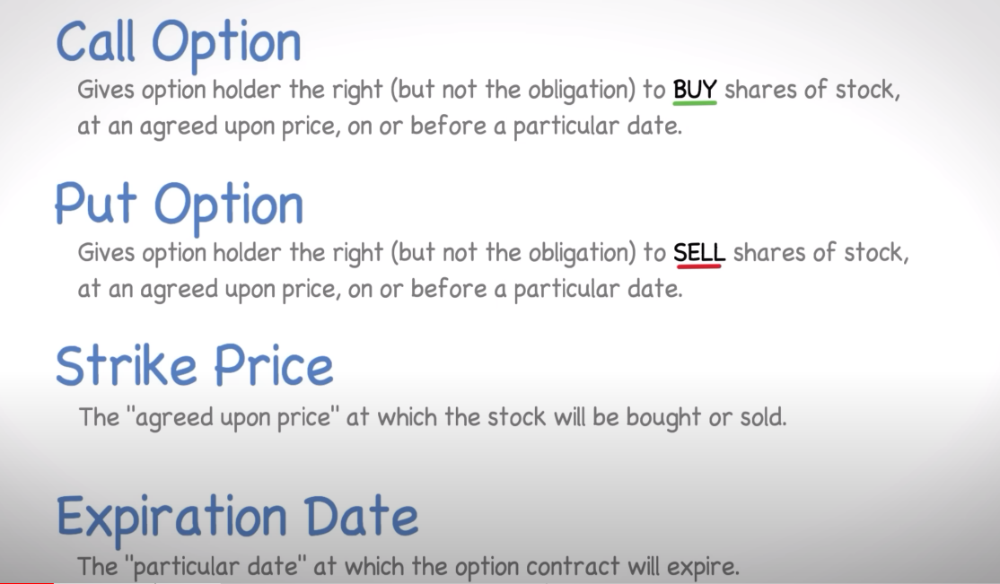 Call Option
Gives option holder the right (but not the obligation) to BUY shares of stock,
at an agreed upon price, on or before a particular date.
Put Option
Gives option holder the right (but not the obligation) to SELL shares of stock,
at an agreed upon price, on or before a particular date.
Strike Price
The "agreed upon price" at which the stock will be bought or sold.
Expiration Date
The "particular date" at which the option contract will expire.